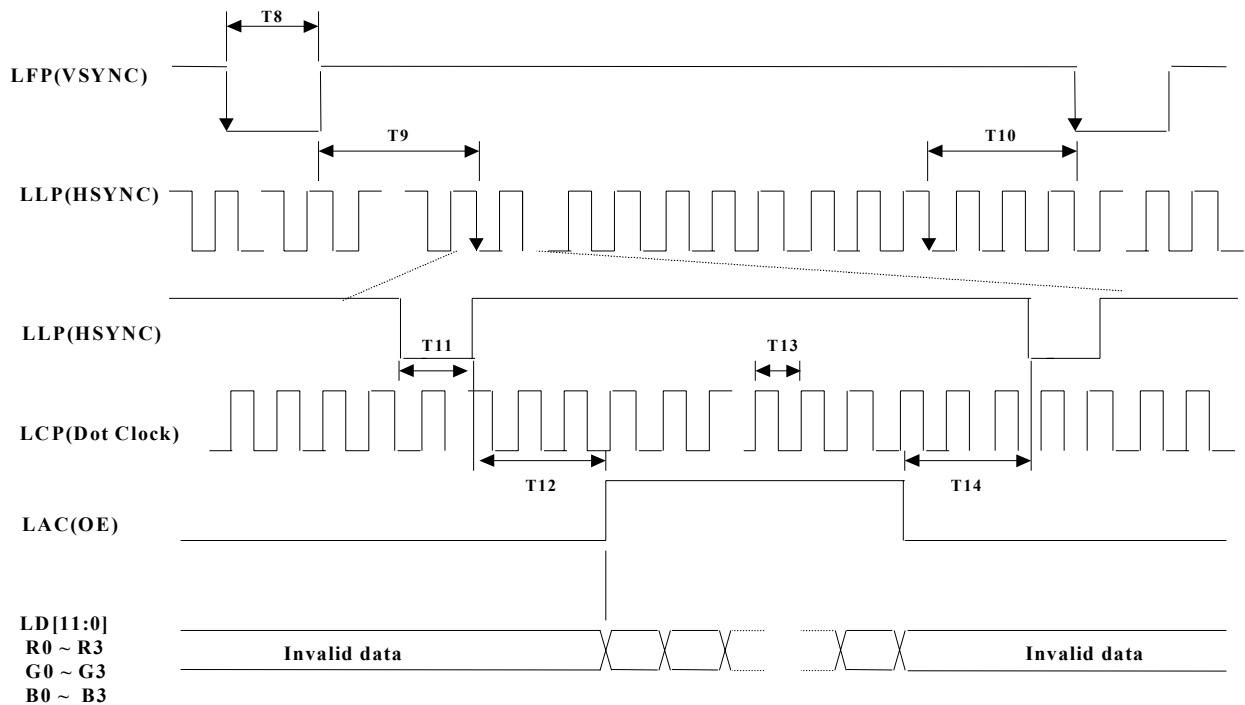 T8
LFP(VSYNC)
T9
T10
LLP(HSYNC)
LLP(HSYNC)
T11
T13
LCP(Dot Clock)
T12
T14
LAC(OE)
LD[11:0]
R0 ~ R3
G0 ~ G3
B0 ~ B3
Invalid data
Invalid data